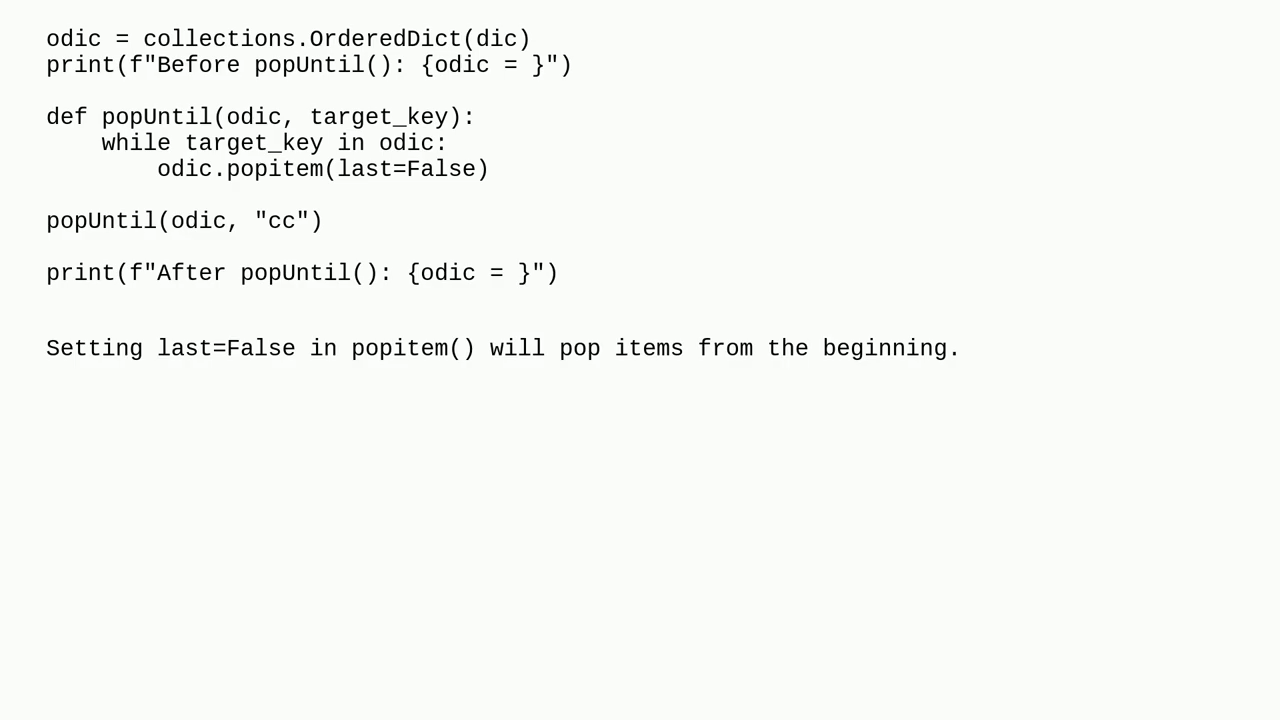 odic = collections.OrderedDict(dic)
print(f"Before popUntil(): {odic = }")
def popUntil(odic, target_key):
    while target_key in odic:
        odic.popitem(last=False)
popUntil(odic, "cc")
print(f"After popUntil(): {odic = }")
Setting last=False in popitem() will pop items from the beginning.